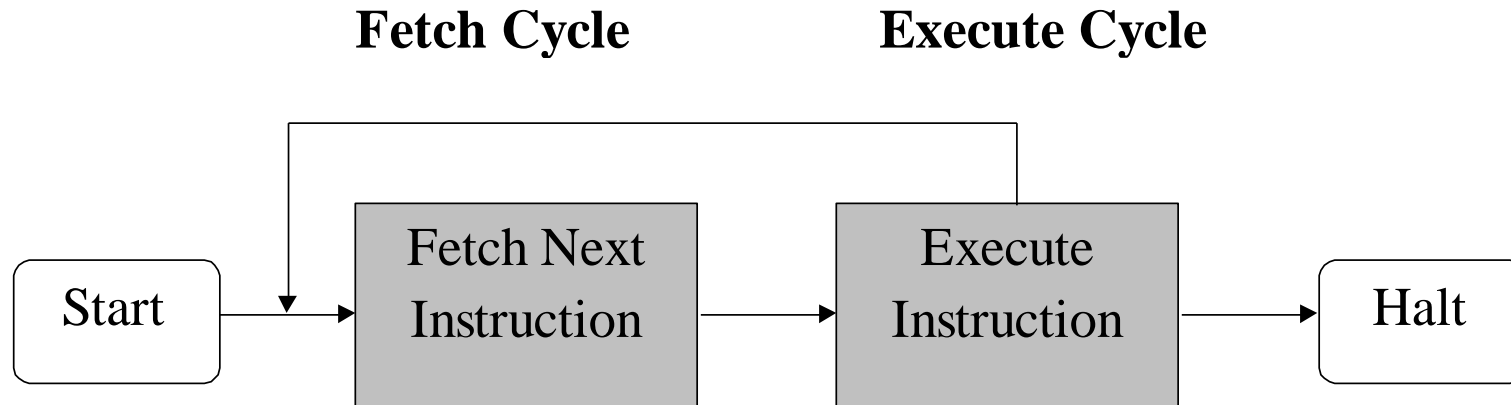 Fetch Cycle
Execute Cycle
Start
Fetch Next
Instruction
Execute
Instruction
Halt